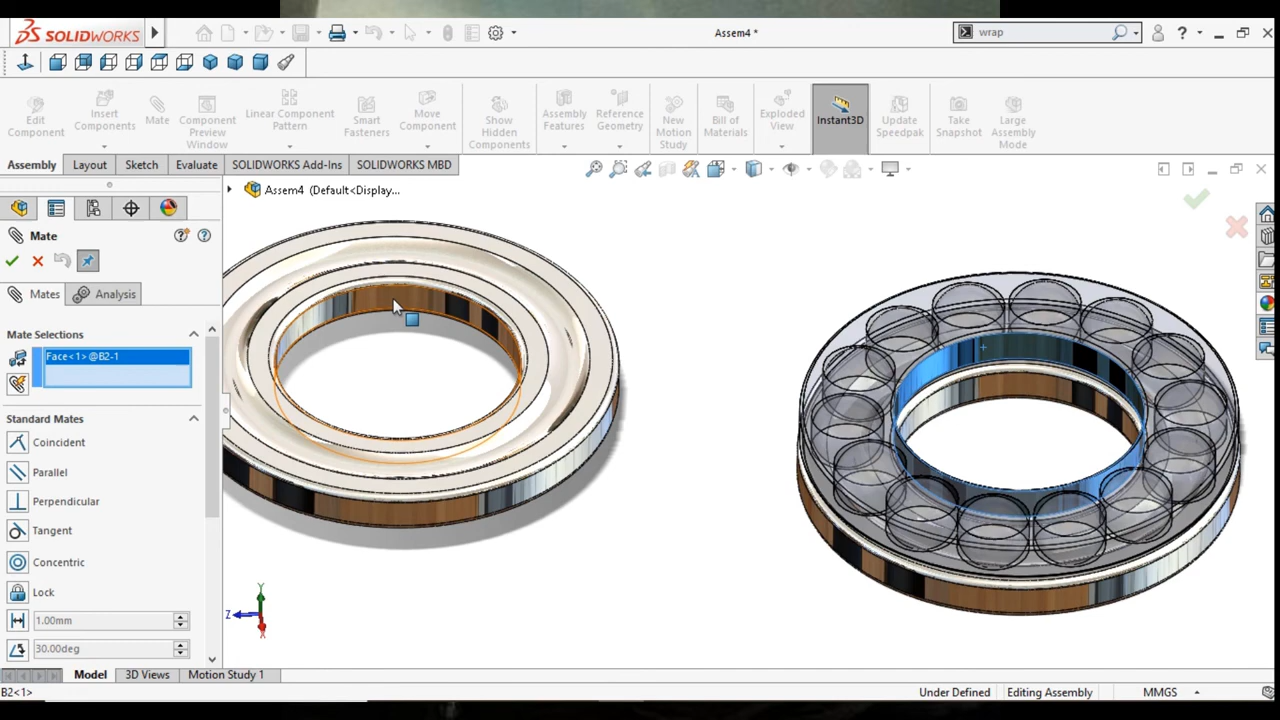 SOLIDWORKS
Assem4 *
wrap
Edit Component
Insert Components
Mate
Component Preview Window
Linear Component Pattern
Smart Fasteners
Move Component
Show Hidden Components
Assembly Features
Reference Geometry
New Motion Study
Bill of Materials
Exploded View
Instant3D
Update Speedpak
Take Snapshot
Large Assembly Mode
Assembly Layout Sketch Evaluate SOLIDWORKS Add-Ins SOLIDWORKS MBD
Assem4 (Default<Display...
Mate
Mates Analysis
Mate Selections
Face<1>@B2-1
Standard Mates
Coincident
Parallel
Perpendicular
Tangent
Concentric
Lock
1.00mm
30.00deg
Y
Z
X
Model 3D Views Motion Study 1
B2<1> Under Defined Editing Assembly MMGS